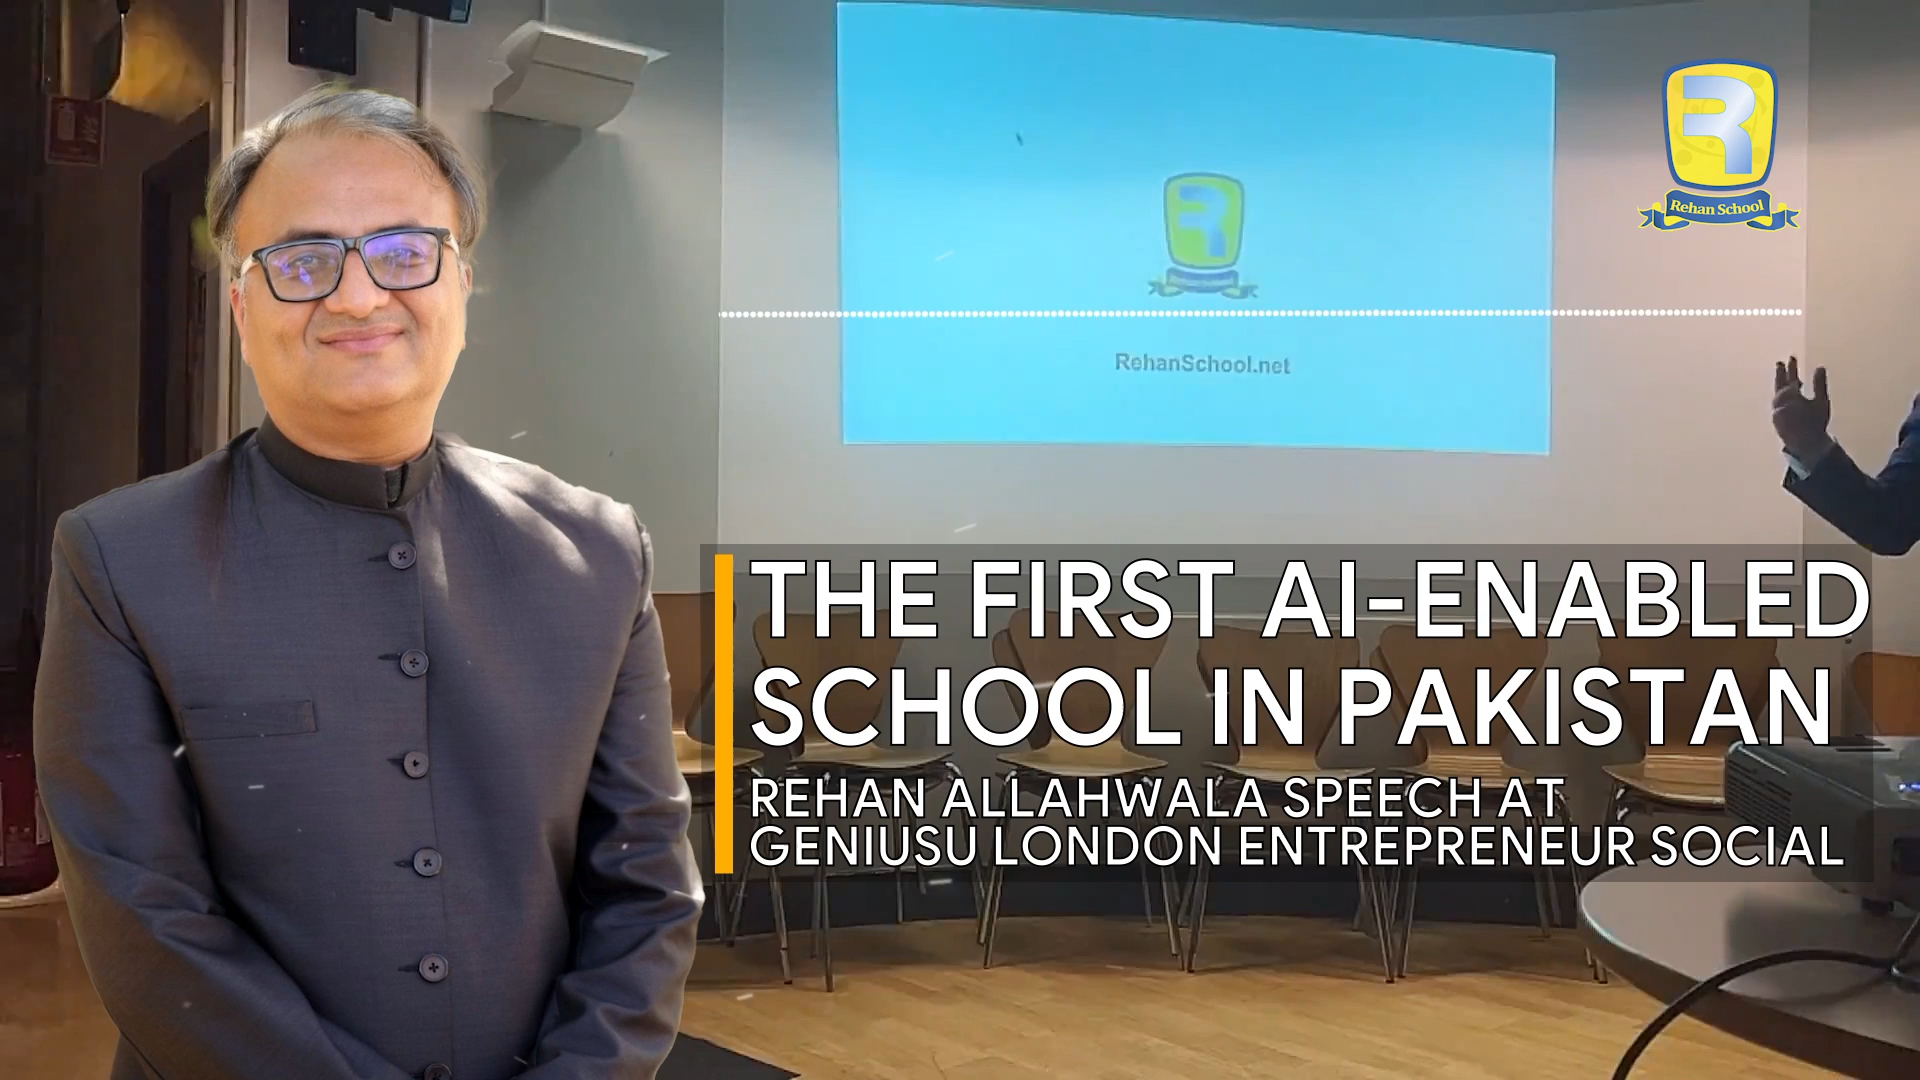 Rehan School
RehanSchool.net
THE FIRST AI-ENABLED
SCHOOL IN PAKISTAN
REHAN ALLAHWALA SPEECH AT
GENIUSU LONDON ENTREPRENEUR SOCIAL